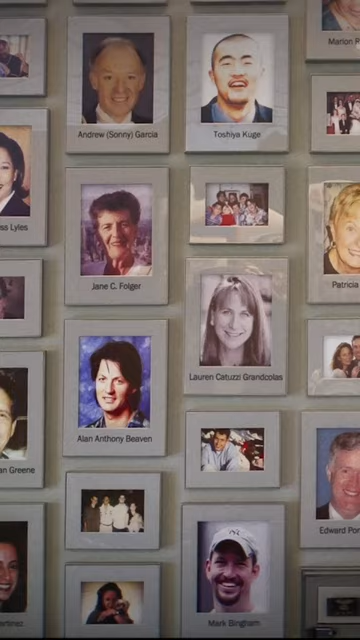 Marion R
Andrew (Sonny) Garcia
Toshiya Kuge
ss Lyles
Jane C. Folger
Patricia
Lauren Catuzzi Grandcolas
Alan Anthony Beaven
an Greene
Edward Por
Mark Bingham
artinez